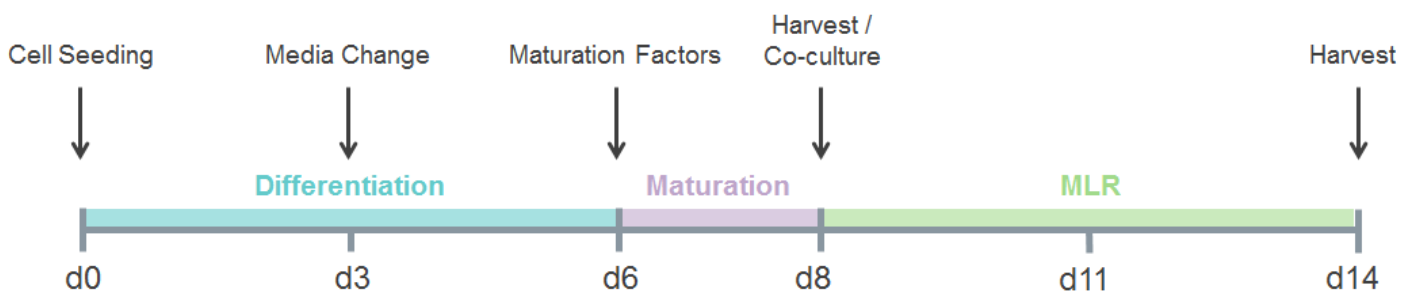 Cell Seeding
Media Change
Maturation Factors
Harvest /
Co-culture
Harvest
Differentiation
Maturation
MLR
d0
d3
d6
d8
d11
d14